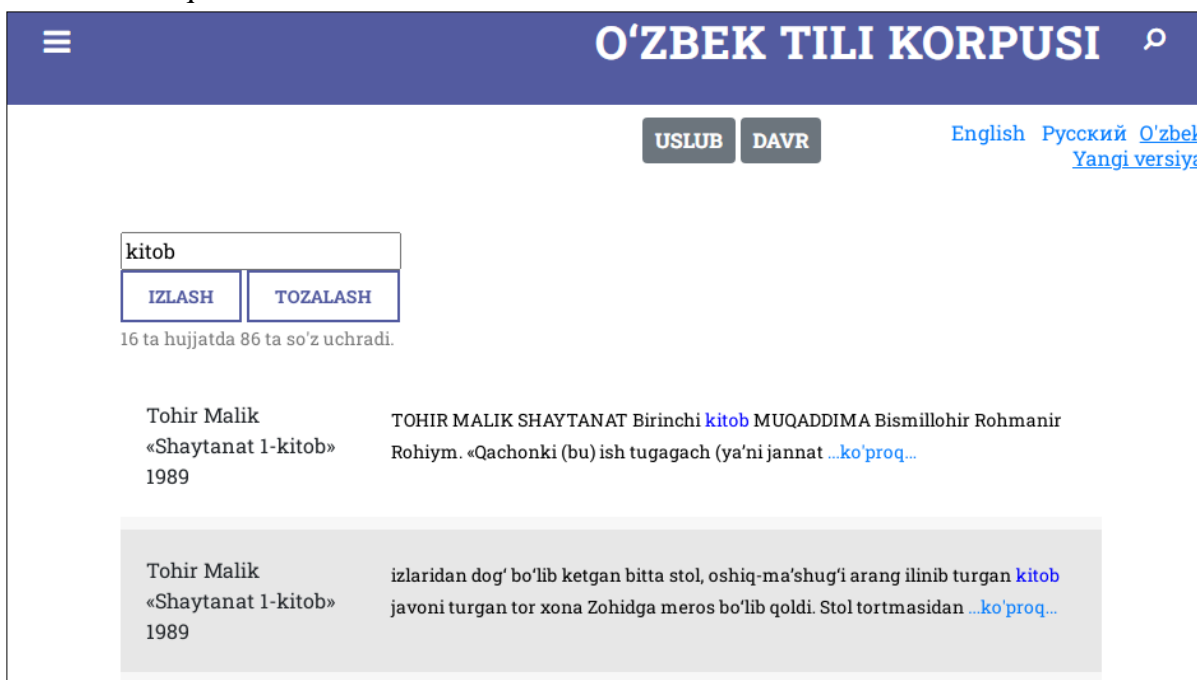 O‘ZBEK TILI KORPUSI
USLUB DAVR English Русский O'zbek
Yangi versiya
kitob
IZLASH TOZALASH
16 ta hujjatda 86 ta so'z uchradi.
Tohir Malik
«Shaytanat 1-kitob»
1989
TOHIR MALIK SHAYTANAT Birinchi kitob MUQADDIMA Bismillohir Rohmanir
Rohiym. «Qachonki (bu) ish tugagach (ya’ni jannat ...ko'proq...
Tohir Malik
«Shaytanat 1-kitob»
1989
izlaridan dog‘ bo‘lib ketgan bitta stol, oshiq-ma’shug‘i arang ilinib turgan kitob
javoni turgan tor xona Zohidga meros bo‘lib qoldi. Stol tortmasidan ...ko'proq...